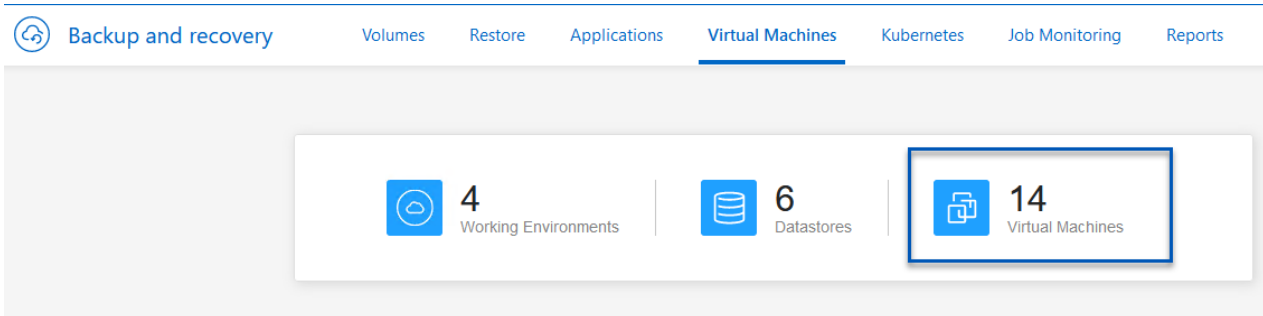 Backup and recovery Volumes Restore Applications Virtual Machines Kubernetes Job Monitoring Reports
4 6 14
Working Environments Datastores Virtual Machines